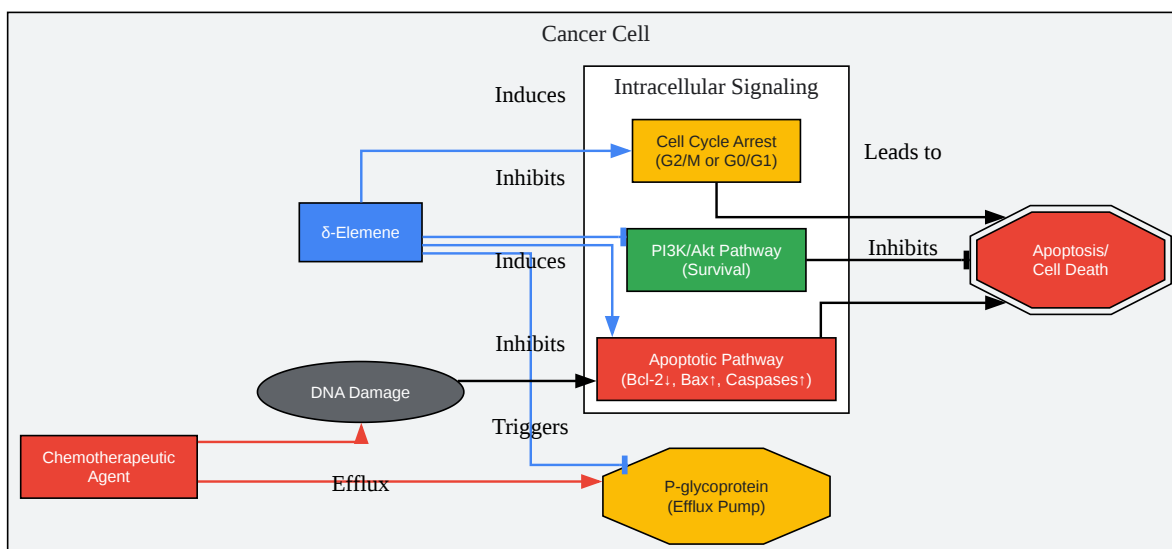 Cancer Cell
Intracellular Signaling
Induces
Cell Cycle Arrest
(G2/M or G0/G1)
Leads to
Inhibits
δ-Elemene
PI3K/Akt Pathway
(Survival)
Inhibits
Apoptosis/
Cell Death
Induces
Inhibits
Apoptotic Pathway
(Bcl-2↓, Bax↑, Caspases↑)
DNA Damage
Triggers
Chemotherapeutic
Agent
Efflux
P-glycoprotein
(Efflux Pump)